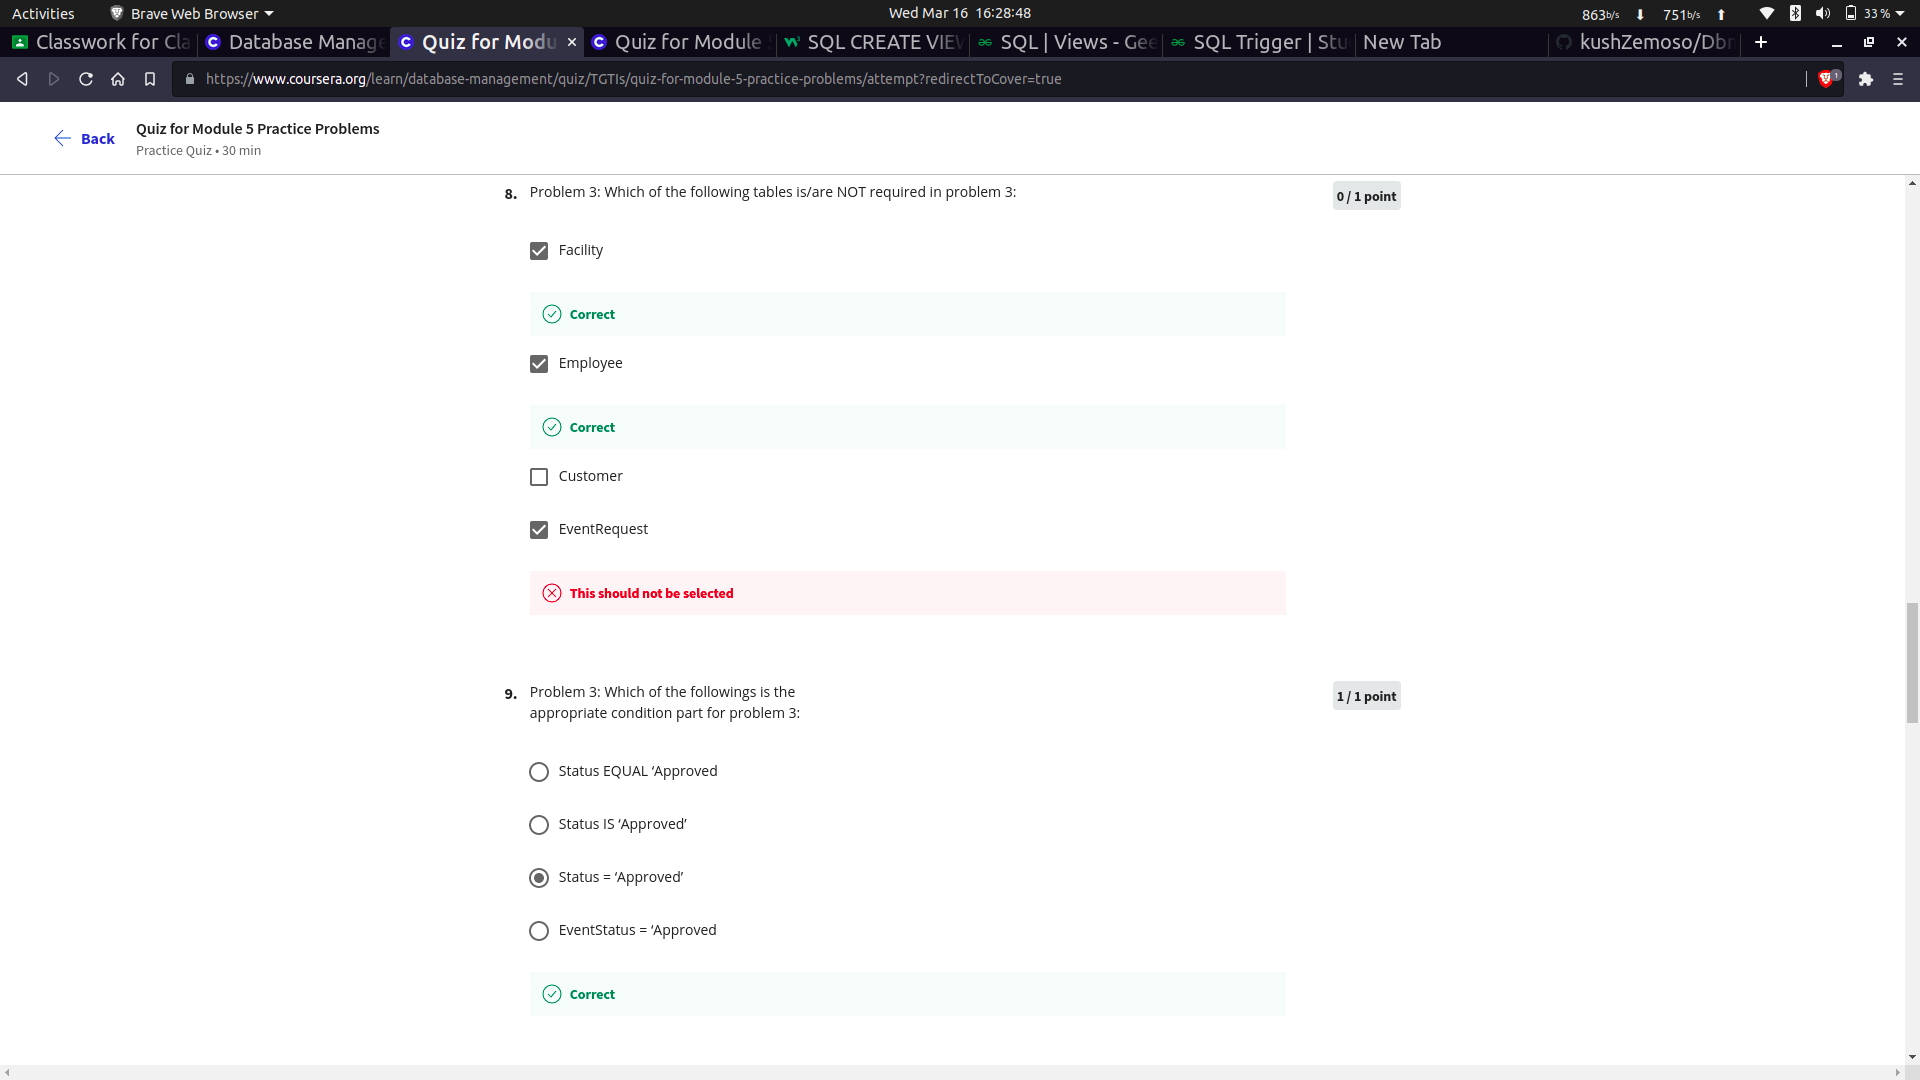 Activities
Brave Web Browser
Wed Mar 16 16:28:48
863b/s
751b/s
33 %
Classwork for Cla
Database Manage
Quiz for Modu
Quiz for Module
SQL CREATE VIEW
SQL | Views - Gee
SQL Trigger | Stu
New Tab
kushZemoso/Dbm
https://www.coursera.org/learn/database-management/quiz/TGTIs/quiz-for-module-5-practice-problems/attempt?redirectToCover=true
1
Back
Quiz for Module 5 Practice Problems
Practice Quiz • 30 min
8. Problem 3: Which of the following tables is/are NOT required in problem 3:
0 / 1 point
Facility
Correct
Employee
Correct
Customer
EventRequest
This should not be selected
9. Problem 3: Which of the followings is the
appropriate condition part for problem 3:
1 / 1 point
Status EQUAL ‘Approved
Status IS ‘Approved’
Status = ‘Approved’
EventStatus = ‘Approved
Correct